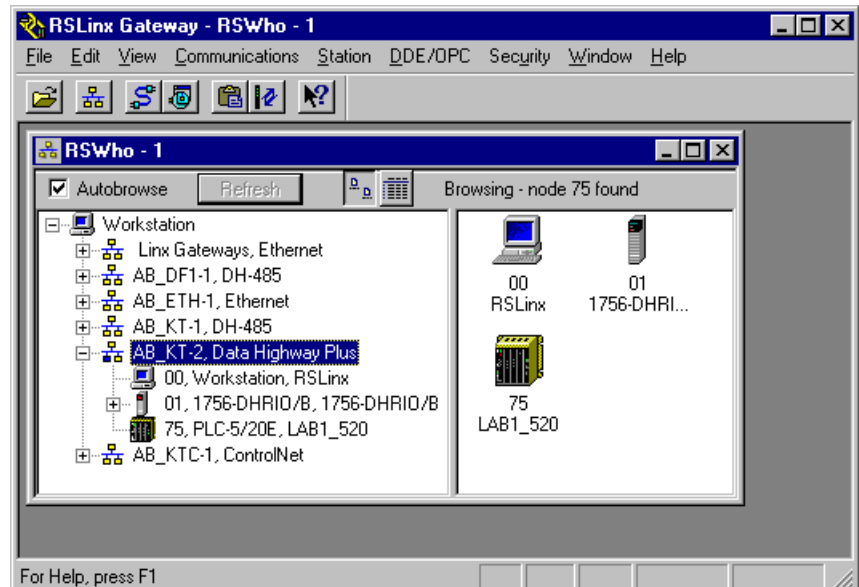 RSLinx Gateway - RSWho - 1
File Edit View Communications Station DDE/OPC Security Window Help
RSWho - 1
Autobrowse Refresh Browsing - node 75 found
Workstation
Linx Gateways, Ethernet
AB_DF1-1, DH-485
AB_ETH-1, Ethernet
AB_KT-1, DH-485
AB_KT-2, Data Highway Plus
00, Workstation, RSLinx
01, 1756-DHRIO/B, 1756-DHRIO/B
75, PLC-5/20E, LAB1_520
AB_KTC-1, ControlNet
00
RSLinx
01
1756-DHRI...
75
LAB1_520
For Help, press F1